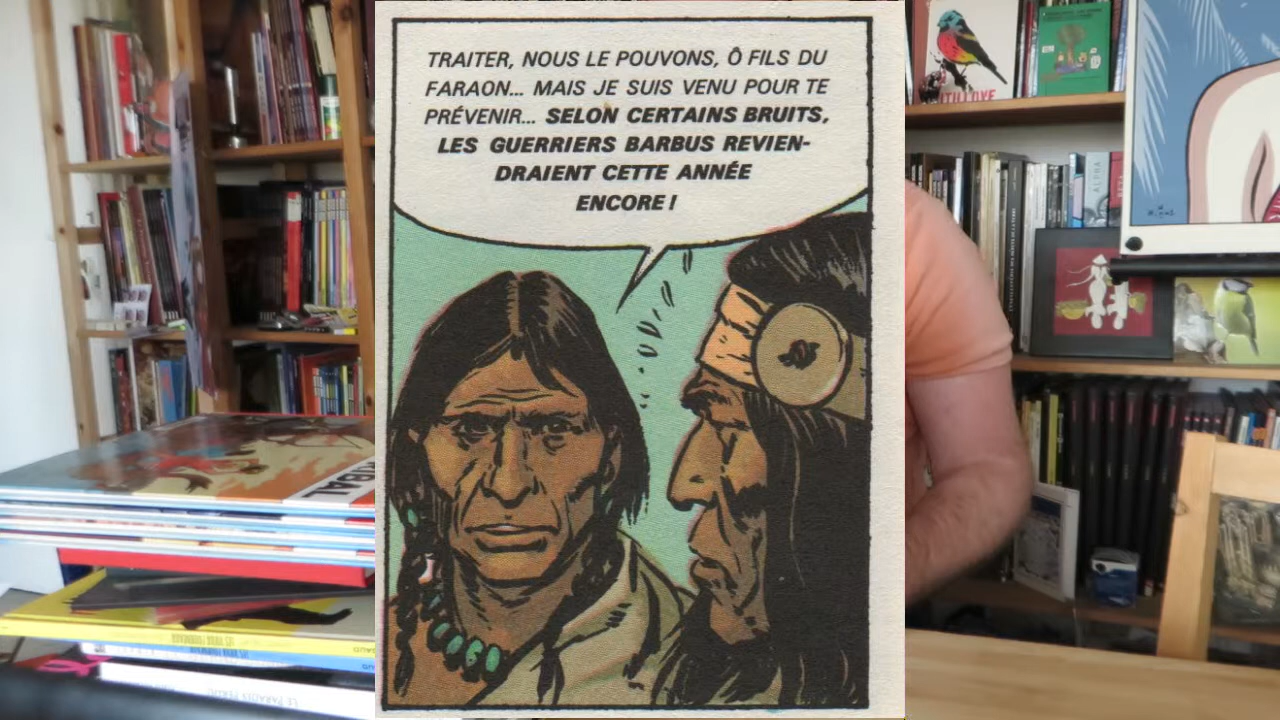 TRAITER, NOUS LE POUVONS, Ô FILS DU
FARAON... MAIS JE SUIS VENU POUR TE
PRÉVENIR... SELON CERTAINS BRUITS,
LES GUERRIERS BARBUS REVIEN-
DRAIENT CETTE ANNÉE
ENCORE !